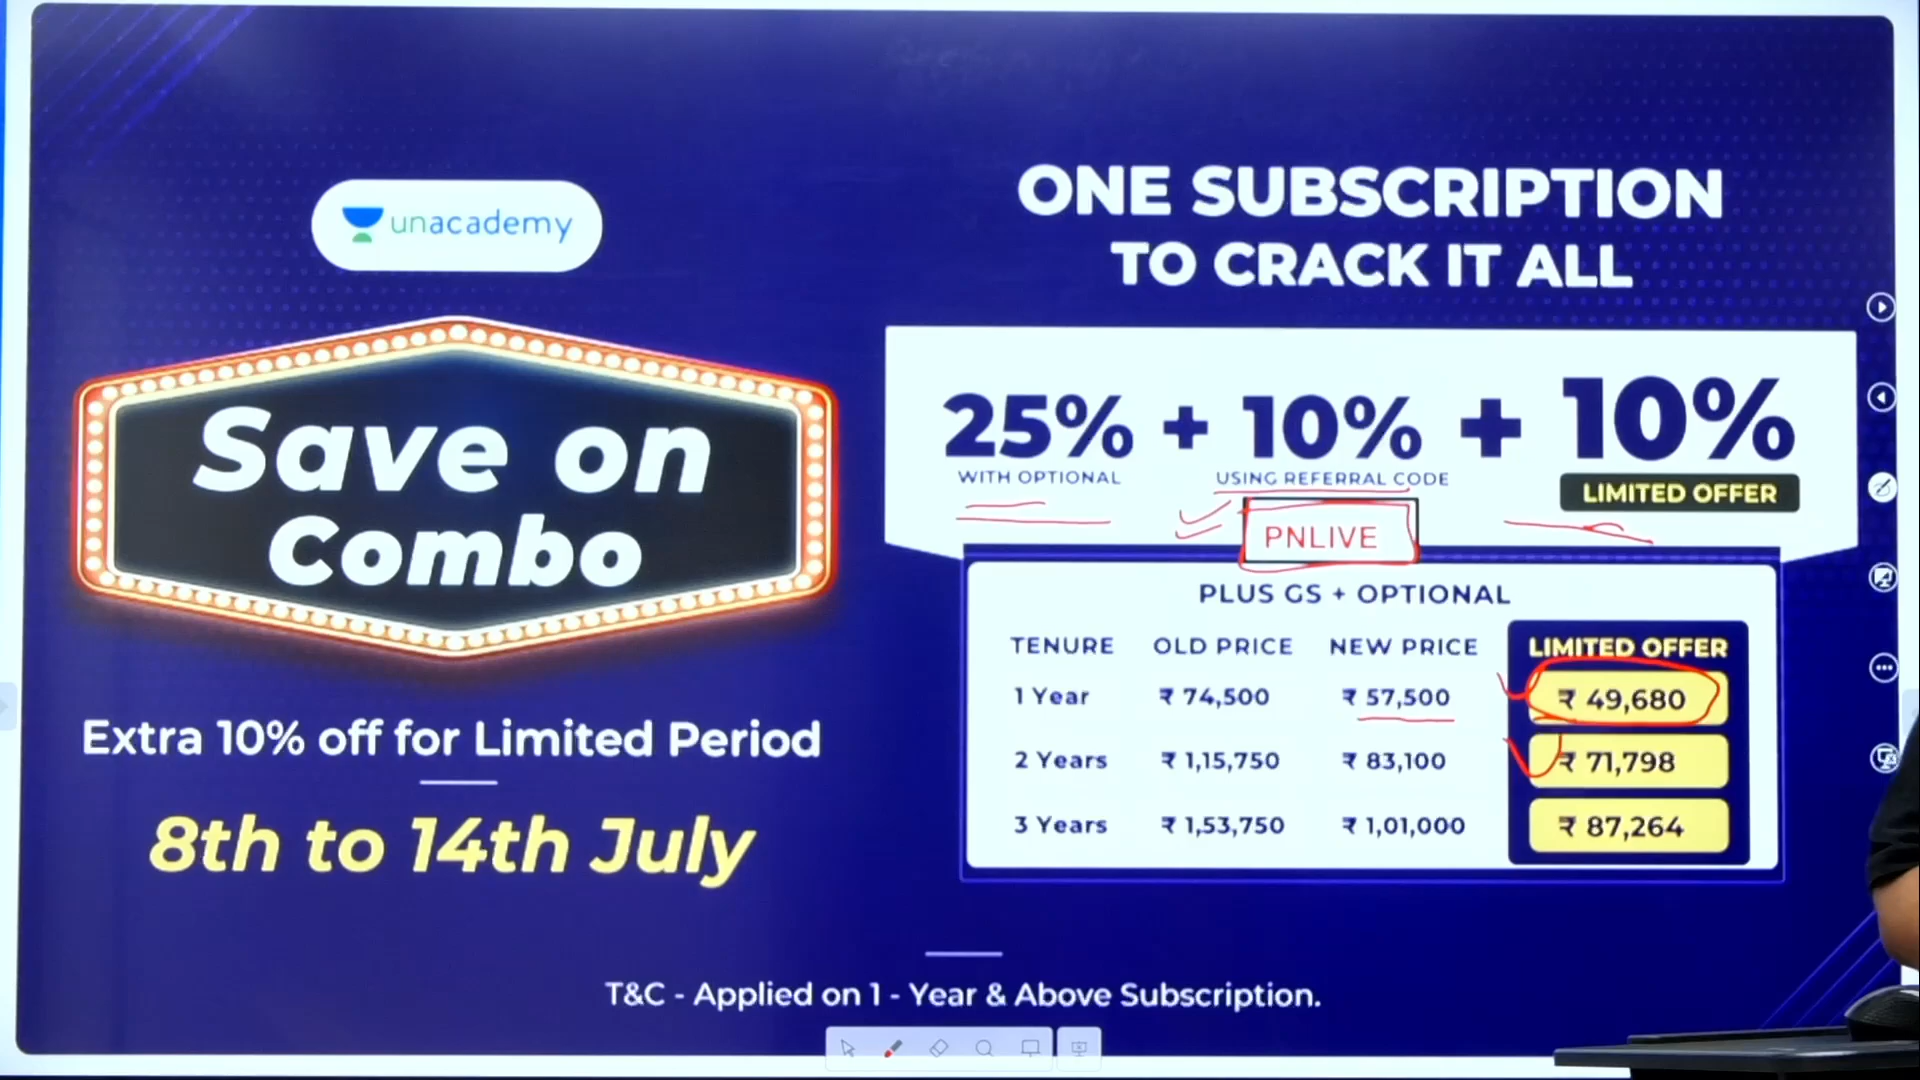 unacademy
Save on
Combo
Extra 10% off for Limited Period
8th to 14th July
ONE SUBSCRIPTION
TO CRACK IT ALL
25% + 10% + 10%
WITH OPTIONAL USING REFERRAL CODE LIMITED OFFER
PNLIVE
PLUS GS + OPTIONAL
TENURE OLD PRICE NEW PRICE LIMITED OFFER
1 Year ₹ 74,500 ₹ 57,500 ₹ 49,680
2 Years ₹ 1,15,750 ₹ 83,100 ₹ 71,798
3 Years ₹ 1,53,750 ₹ 1,01,000 ₹ 87,264
T&C - Applied on 1 - Year & Above Subscription.